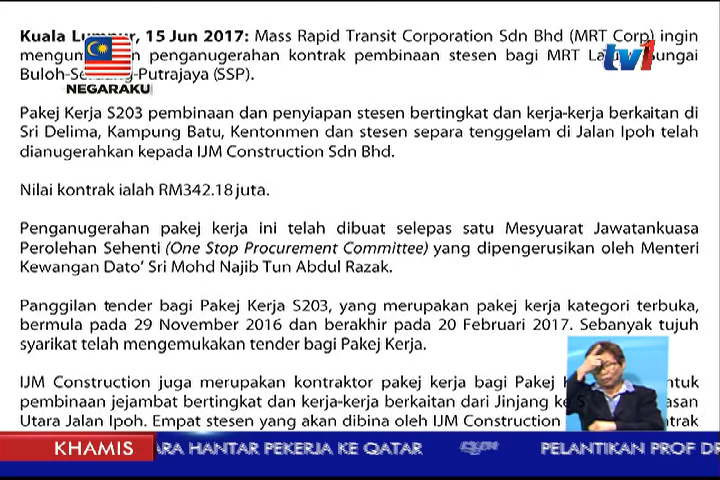 Kuala Lumpur, 15 Jun 2017: Mass Rapid Transit Corporation Sdn Bhd (MRT Corp) ingin
penganugerahan kontrak pembinaan stesen bagi MRT Sungai
tv1
Buloh-Serdang-Putrajaya (SSP).
NEGARAKU
Pakej Kerja S203 pembinaan dan penyiapan stesen bertingkat dan kerja-kerja berkaitan di
Sri Delima, Kampung Batu, Kentonmen dan stesen separa tenggelam di Jalan Ipoh telah
dianugerahkan kepada IJM Construction Sdn Bhd.
Nilai kontrak ialah RM342.18 juta.
Penganugerahan pakej kerja ini telah dibuat selepas satu Mesyuarat Jawatankuasa
Perolehan Sehenti (One Stop Procurement Committee) yang dipengerusikan oleh Menteri
Kewangan Dato' Sri Mohd Najib Tun Abdul Razak.
Panggilan tender bagi Pakej Kerja S203, yang merupakan pakej kerja kategori terbuka,
bermula pada 29 November 2016 dan berakhir pada 20 Februari 2017. Sebanyak tujuh
syarikat telah mengemukakan tender bagi Pakej Kerja.
IJM Construction juga merupakan kontraktor pakej kerja bagi Pakej
pembinaan jejambat bertingkat dan kerja-kerja berkaitan dari Jinjang ke
Utara Jalan Ipoh. Empat stesen yang akan dibina oleh IJM Construction
KHAMIS
ARA HANTAR PEKERJA KE QATAR PELANTIKAN PROF DR